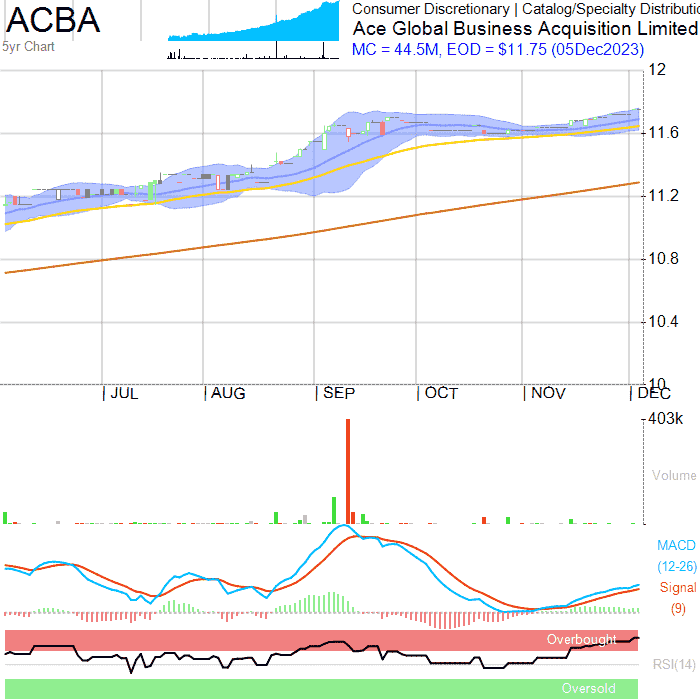 ACBA
5yr Chart
Consumer Discretionary | Catalog/Specialty Distributio
Ace Global Business Acquisition Limited
MC = 44.5M, EOD = $11.75 (05Dec2023)
12
11.6
11.2
10.8
10.4
10
JUL AUG SEP OCT NOV DEC
403k
Volume
MACD
(12-26)
Signal
(9)
Overbought
RSI(14)
Oversold